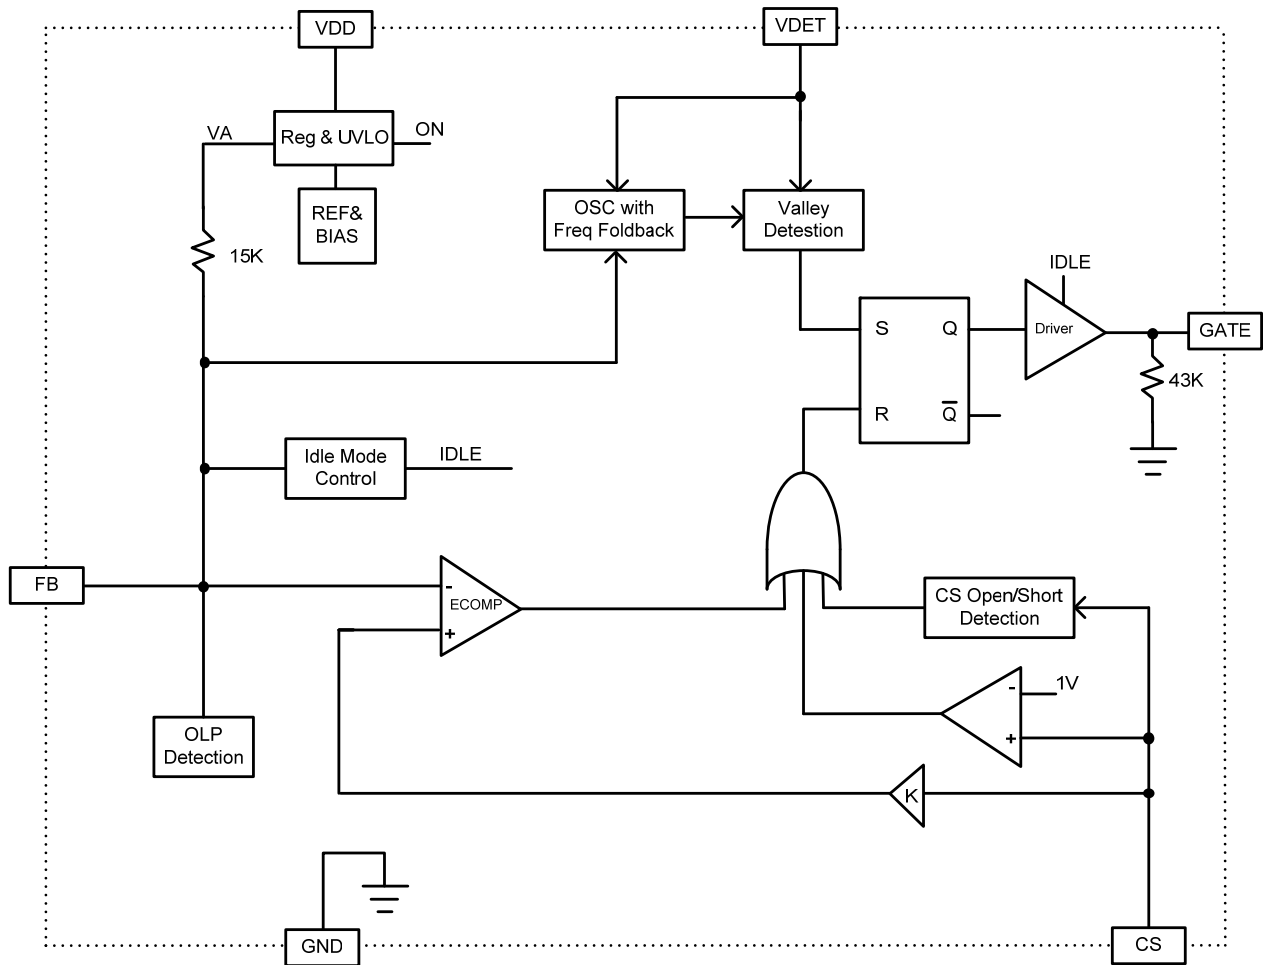 VDD
VDET
VA
Reg & UVLO
ON
REF&
BIAS
15K
OSC with
Freq Foldback
Valley
Detestion
IDLE
S
Q
Driver
GATE
43K
R
Q
Idle Mode
Control
IDLE
FB
-
ECOMP
+
CS Open/Short
Detection
1V
-
+
OLP
Detection
K
GND
CS